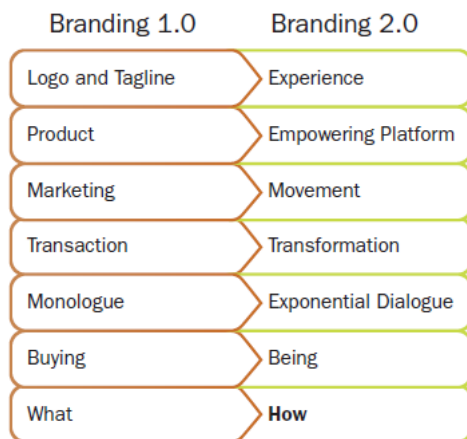 Branding 1.0 Branding 2.0
Logo and Tagline Experience
Product Empowering Platform
Marketing Movement
Transaction Transformation
Monologue Exponential Dialogue
Buying Being
What How